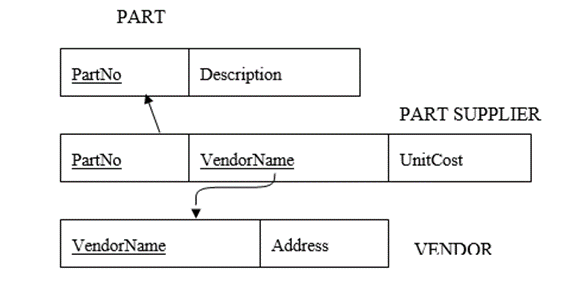 PART
PartNo Description
PART SUPPLIER
PartNo VendorName UnitCost
VendorName Address VENDOR